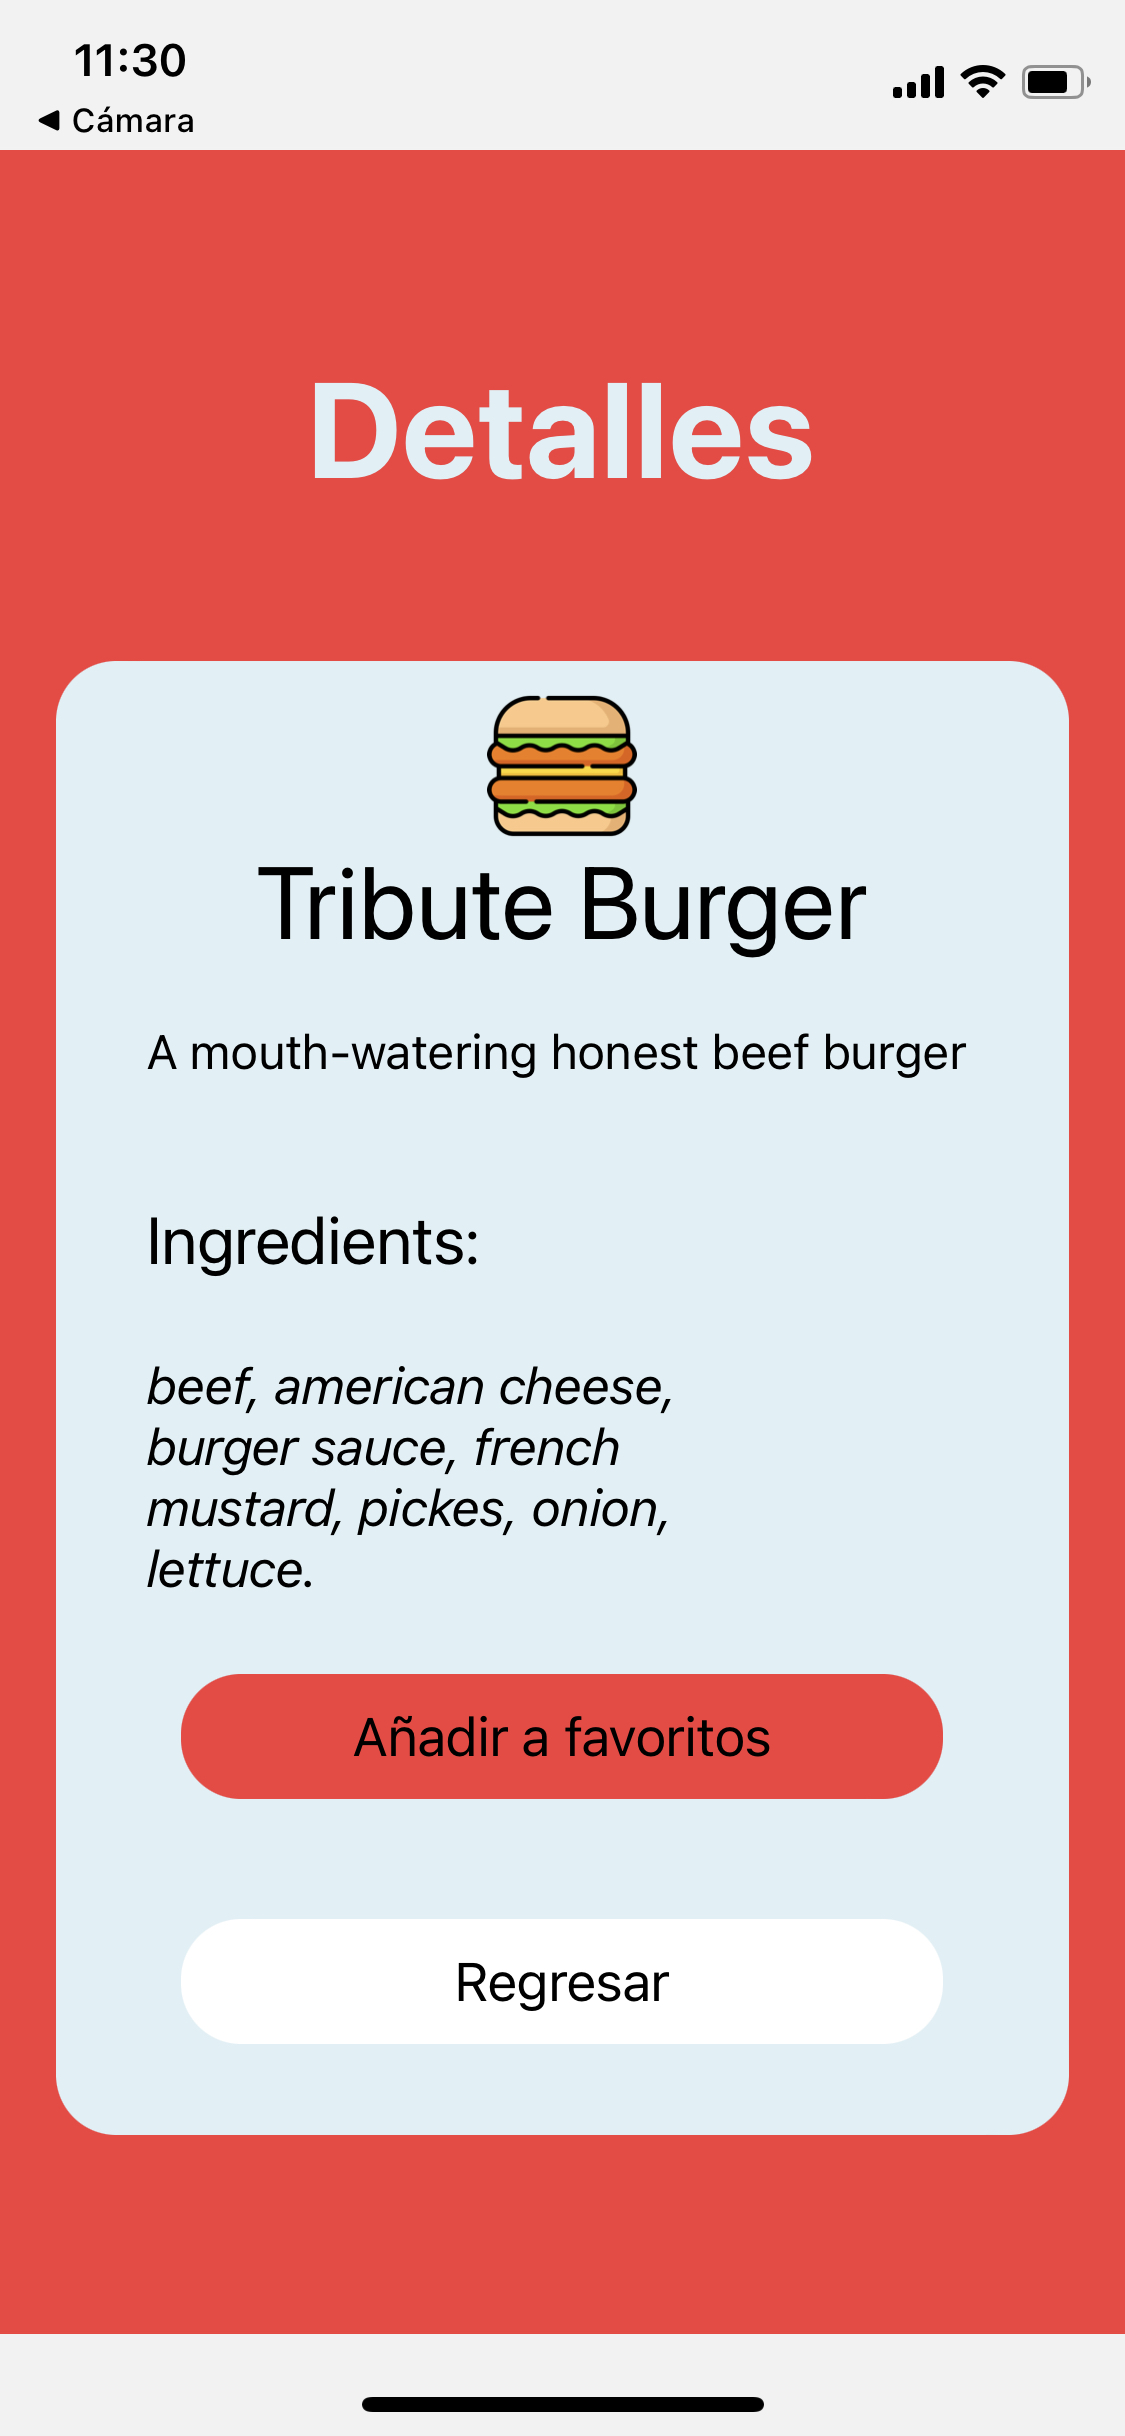 11:30
◀ Cámara
Detalles
Tribute Burger
A mouth-watering honest beef burger
Ingredients:
beef, american cheese,
burger sauce, french
mustard, pickes, onion,
lettuce.
Añadir a favoritos
Regresar